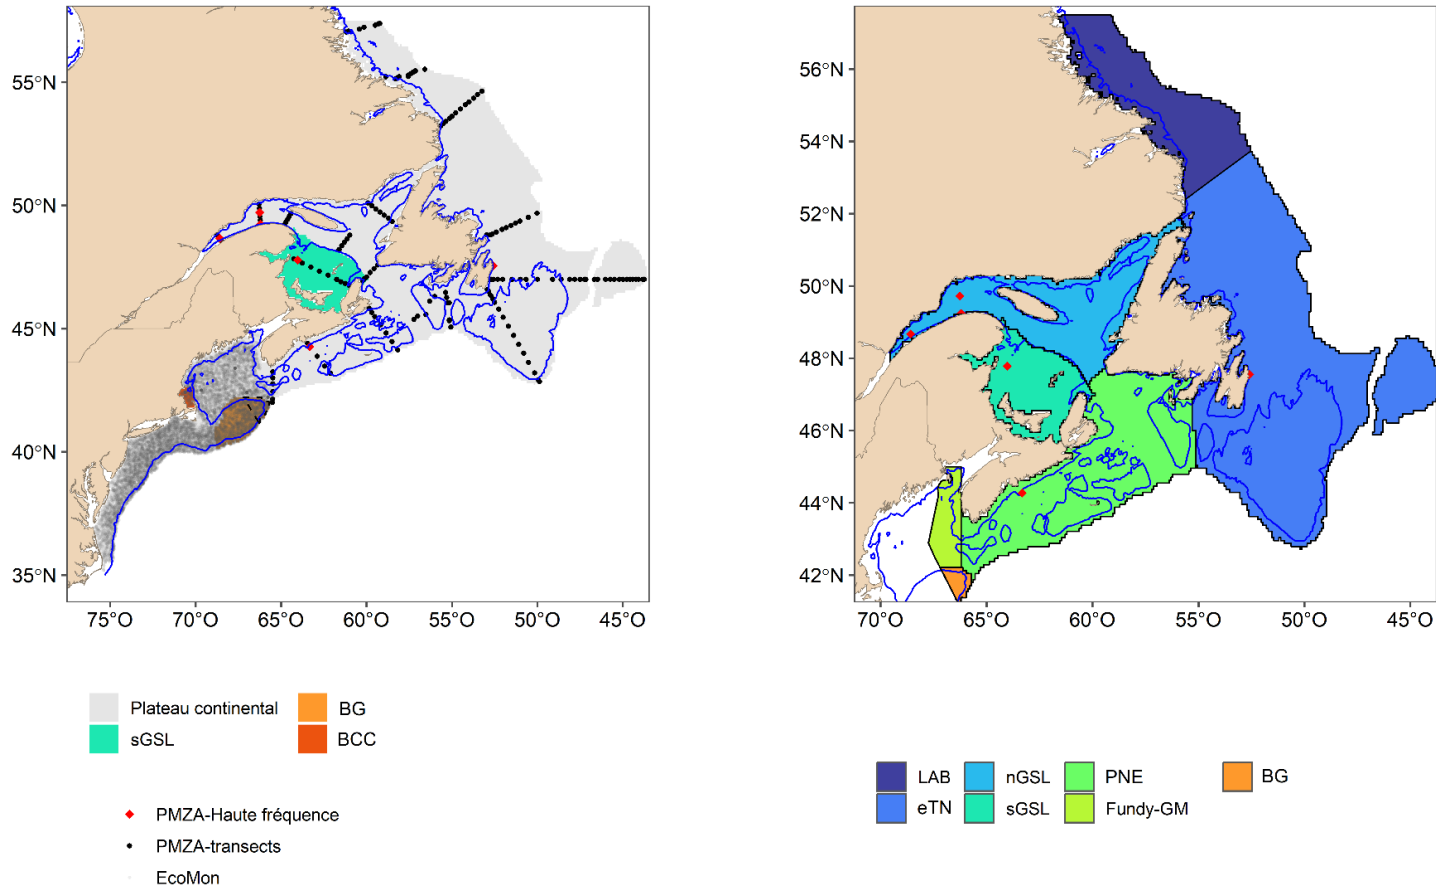 55°N
50°N
45°N
40°N
35°N
75°O 70°O 65°O 60°O 55°O 50°O 45°O
Plateau continental BG
sGSL BCC
PMZA-Haute fréquence
PMZA-transects
EcoMon
56°N
54°N
52°N
50°N
48°N
46°N
44°N
42°N
70°O 65°O 60°O 55°O 50°O 45°O
LAB nGSL PNE BG
eTN sGSL Fundy-GM